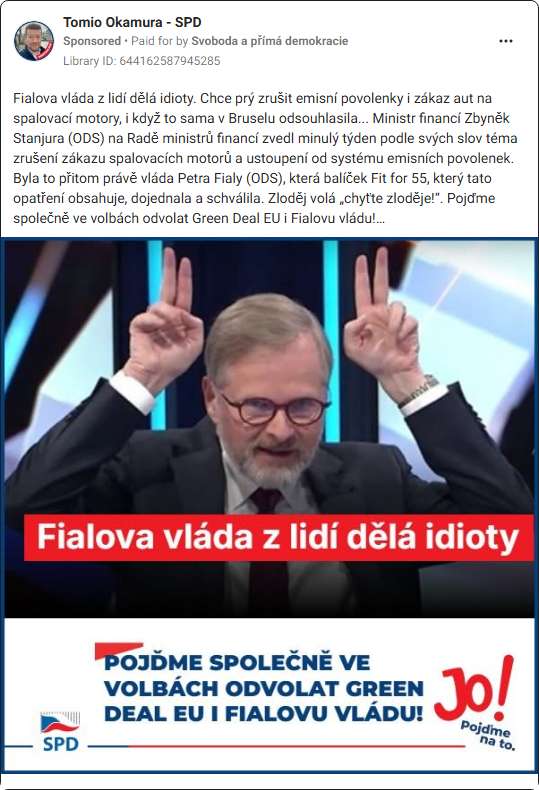 Tomio Okamura - SPD
Sponsored • Paid for by Svoboda a přímá demokracie
Library ID: 644162587945285
Fialova vláda z lidí dělá idioty. Chce prý zrušit emisní povolenky i zákaz aut na
spalovací motory, i když to sama v Bruselu odsouhlasila... Ministr financí Zbyněk
Stanjura (ODS) na Radě ministrů financí zvedl minulý týden podle svých slov téma
zrušení zákazu spalovacích motorů a ustoupení od systému emisních povolenek.
Byla to přitom právě vláda Petra Fialy (ODS), která balíček Fit for 55, který tato
opatření obsahuje, dojednala a schválila. Zloděj volá „chyťte zloděje!“. Pojďme
společně ve volbách odvolat Green Deal EU i Fialovu vládu!...
Fialova vláda z lidí dělá idioty
POJĎME SPOLEČNĚ VE
VOLBÁCH ODVOLAT GREEN
DEAL EU I FIALOVU VLÁDU!
SPD
Jo!
Pojďme
na to.